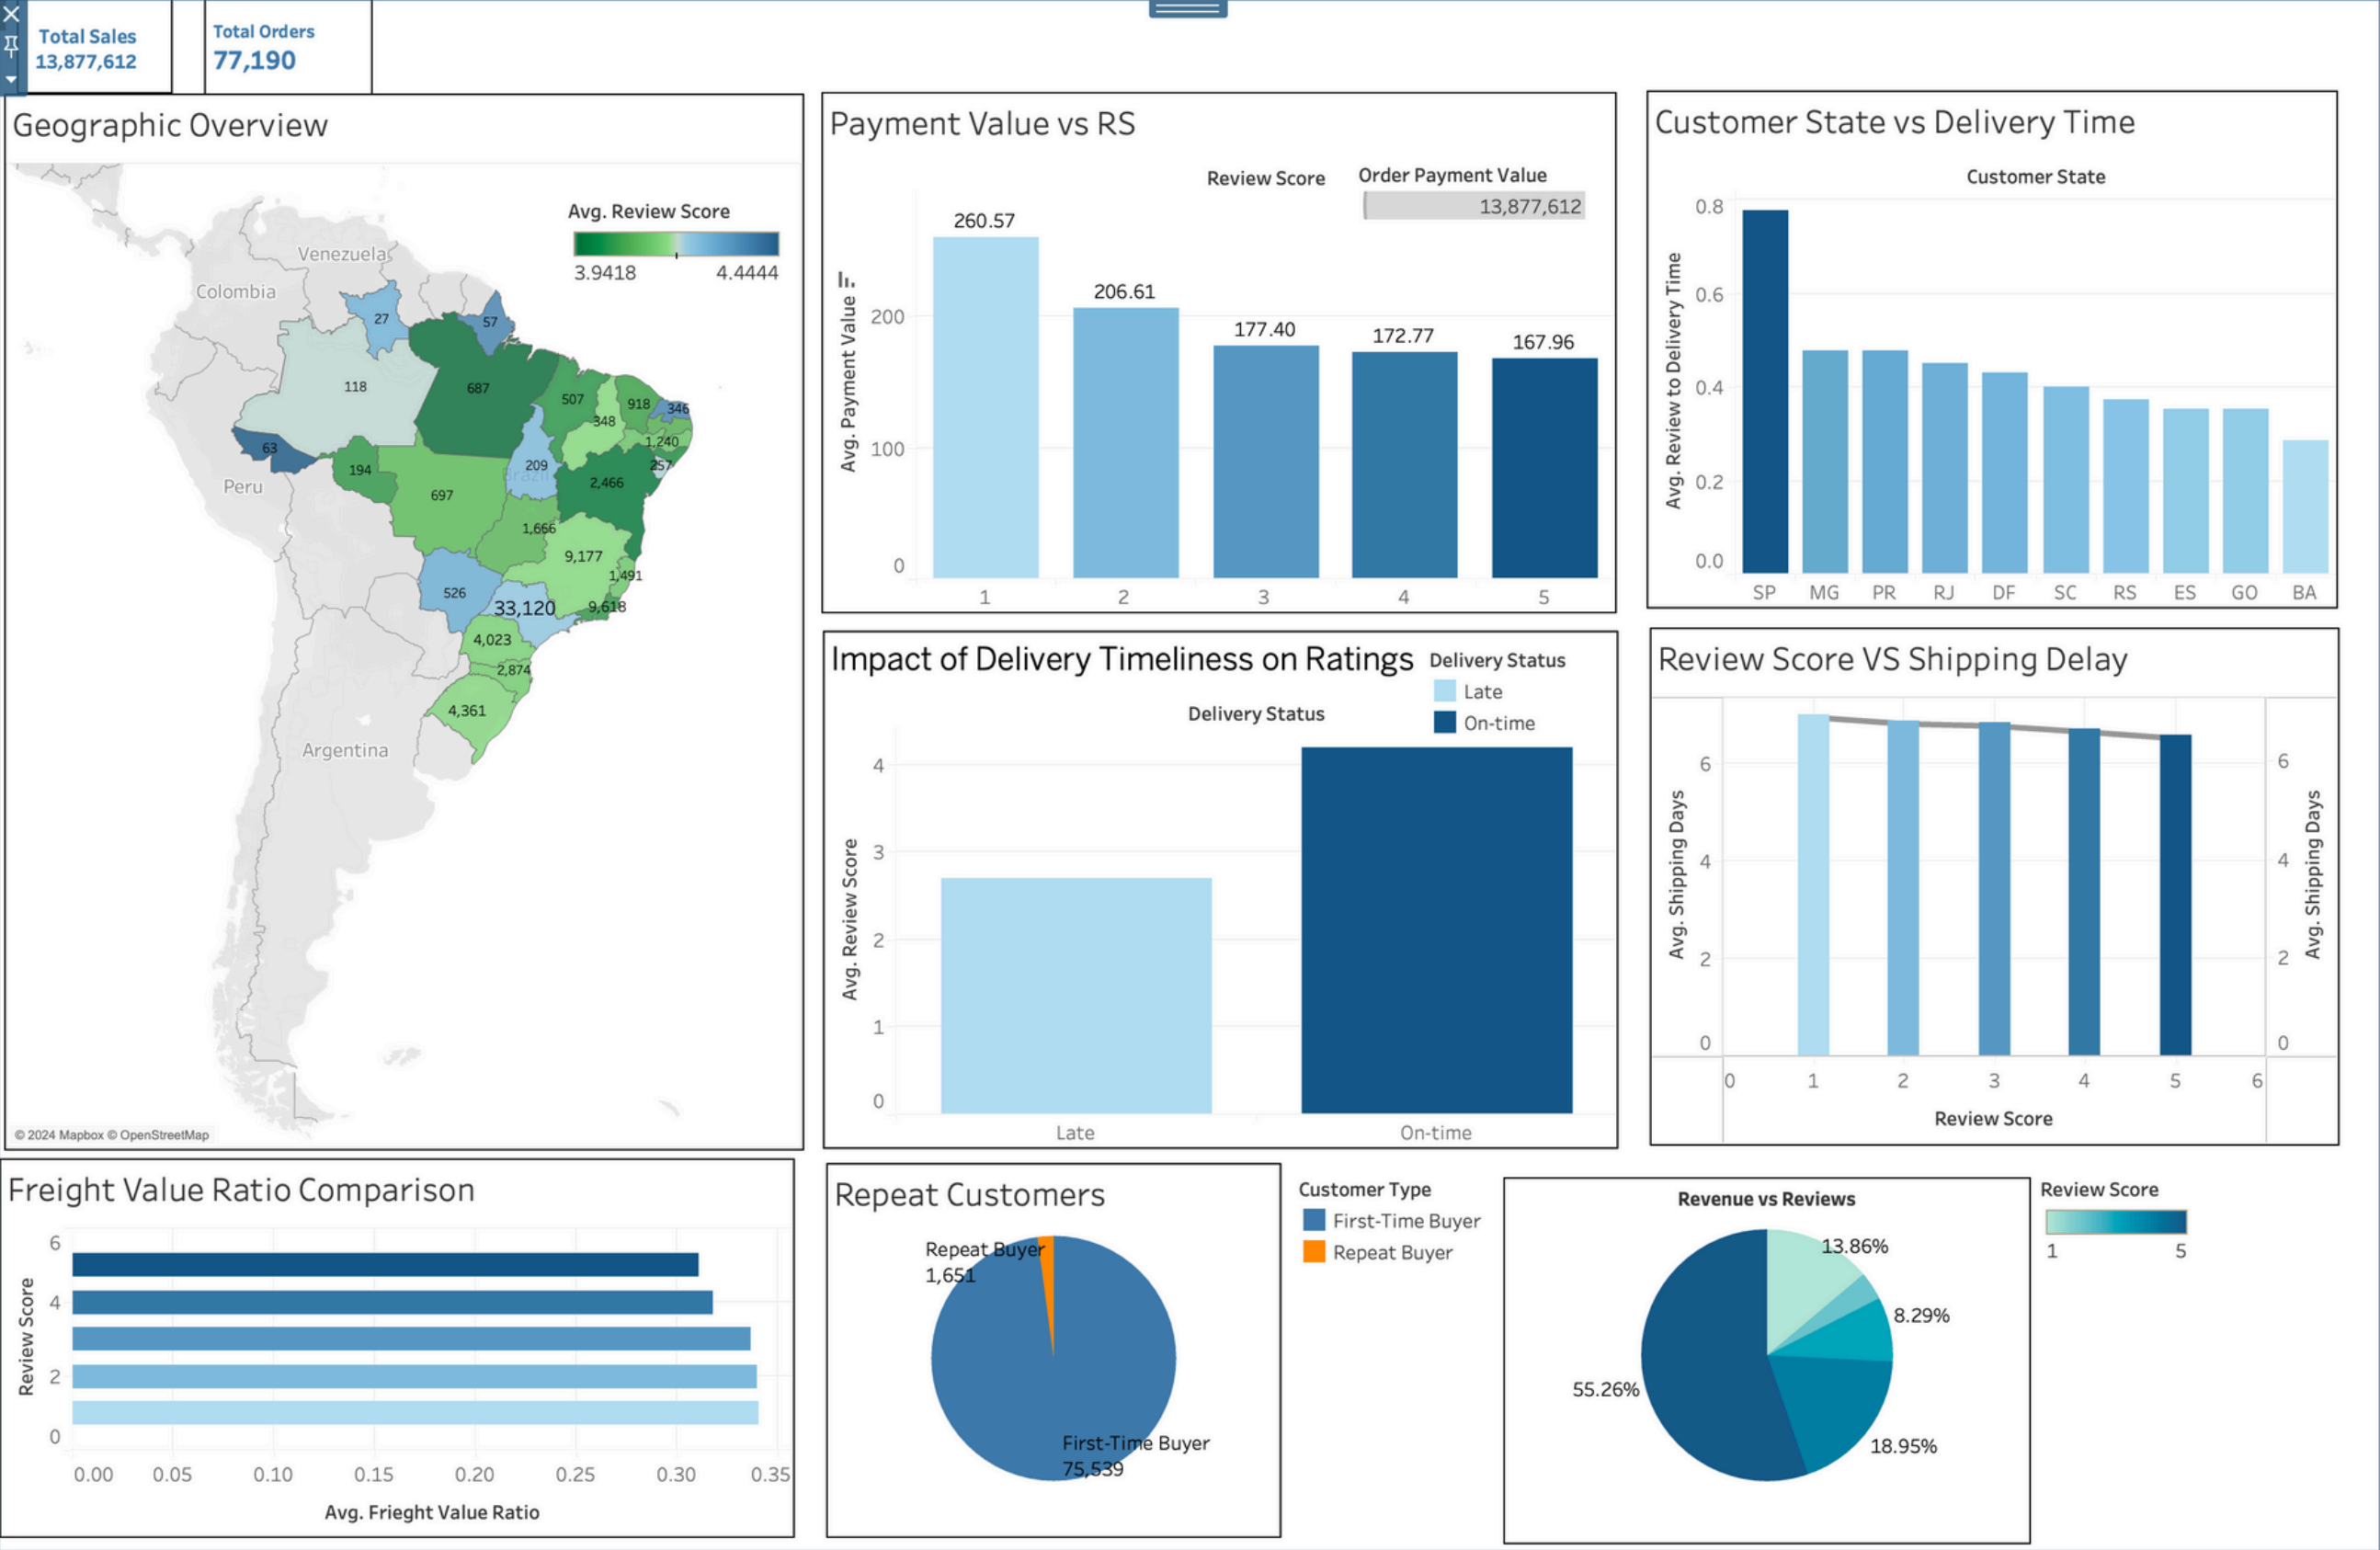 Total Sales
13,877,612
Total Orders
77,190
Geographic Overview
Avg. Review Score
3.9418 4.4444
Venezuela
Colombia
27
57
118
687
507
918
346
348
1,240
63
194
209
257
Brazil
Peru
697
2,466
1,666
9,177
1,491
526
33,120
9,618
4,023
2,874
4,361
Argentina
© 2024 Mapbox © OpenStreetMap
Payment Value vs RS
Review Score
Order Payment Value
13,877,612
Avg. Payment Value
260.57
206.61
177.40
172.77
167.96
200
100
0
1 2 3 4 5
Customer State vs Delivery Time
Customer State
Avg. Review to Delivery Time
0.8
0.6
0.4
0.2
0.0
SP MG PR RJ DF SC RS ES GO BA
Impact of Delivery Timeliness on Ratings
Delivery Status
Late
On-time
Delivery Status
Avg. Review Score
4
3
2
1
0
Late On-time
Review Score VS Shipping Delay
Avg. Shipping Days
6
4
2
0
6
4
2
0
Avg. Shipping Days
0 1 2 3 4 5 6
Review Score
Freight Value Ratio Comparison
Review Score
6
4
2
0
0.00 0.05 0.10 0.15 0.20 0.25 0.30 0.35
Avg. Frieght Value Ratio
Repeat Customers
Repeat Buyer
1,651
First-Time Buyer
75,539
Customer Type
First-Time Buyer
Repeat Buyer
Revenue vs Reviews
13.86%
8.29%
55.26%
18.95%
Review Score
1 5